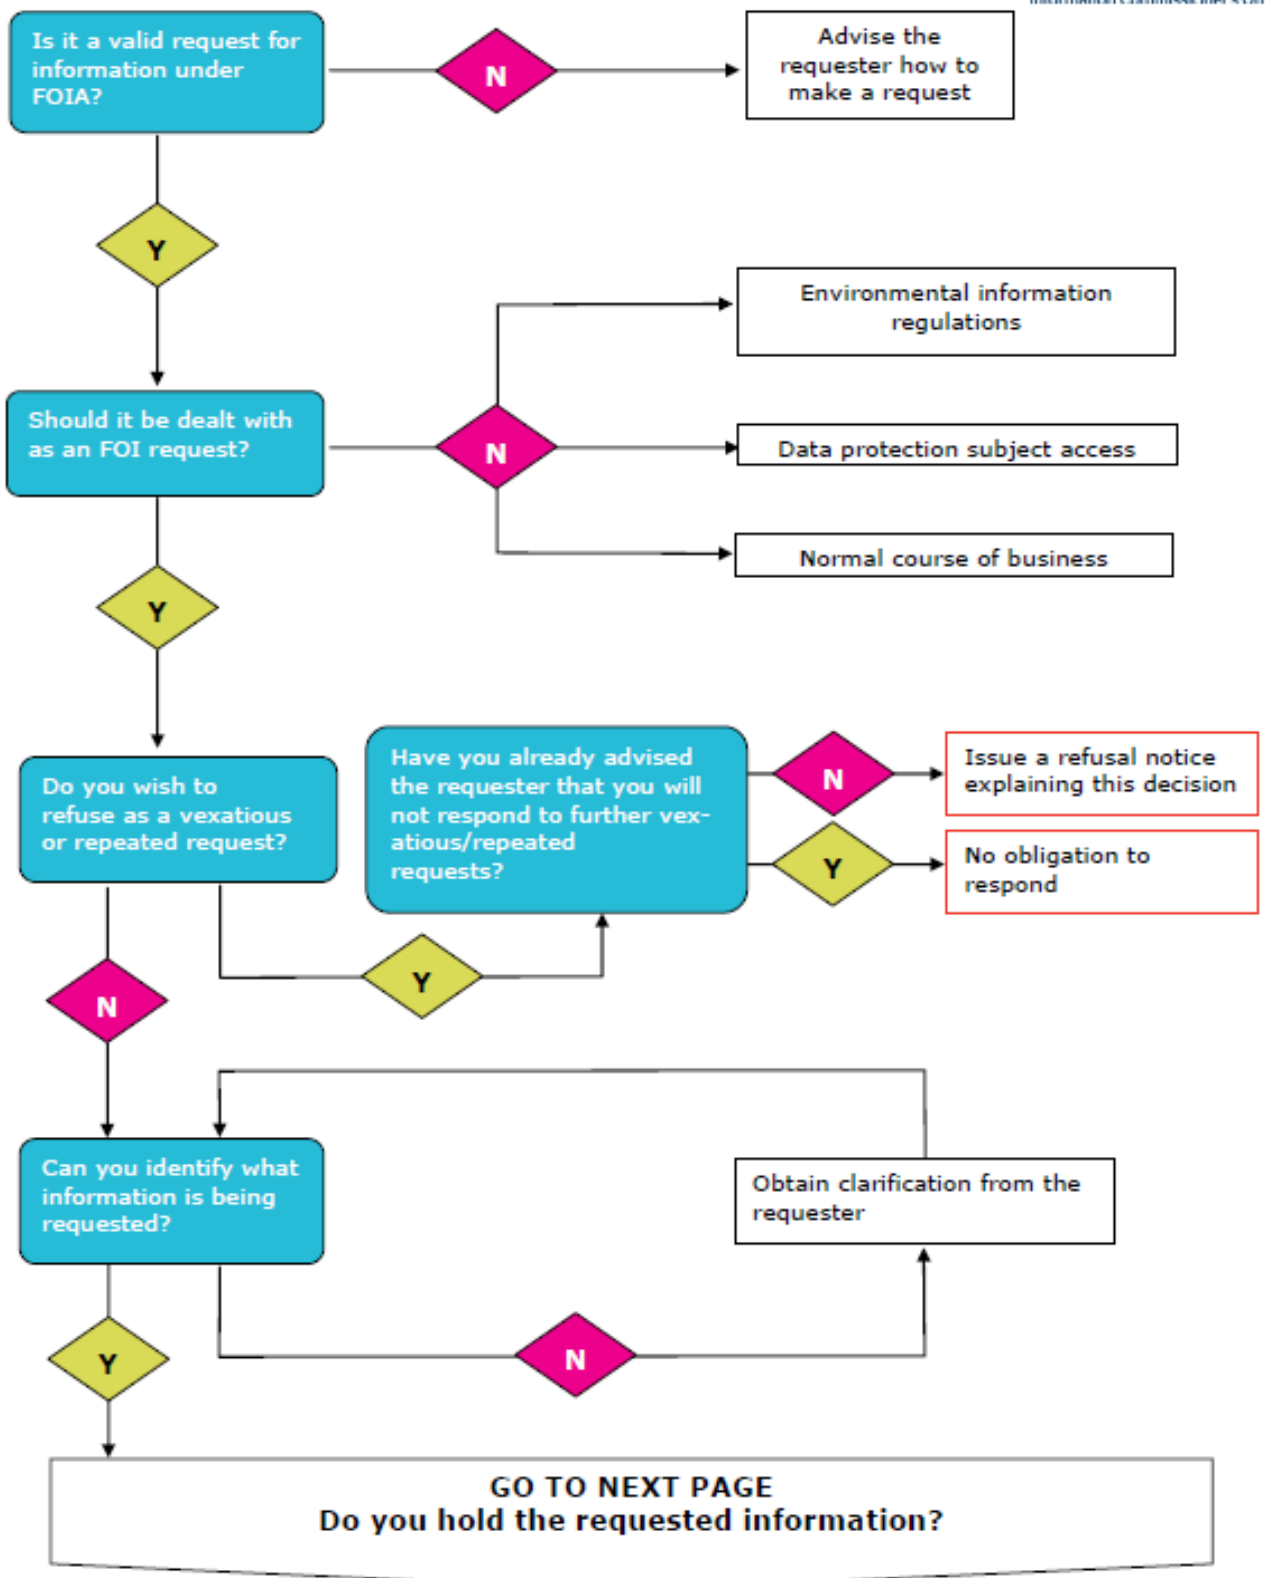 Is it a valid request for
information under
FOIA?
N
Advise the
requester how to
make a request
Y
Environmental information
regulations
Should it be dealt with
as an FOI request?
N
Data protection subject access
Normal course of business
Y
Do you wish to
refuse as a vexatious
or repeated request?
Have you already advised
the requester that you will
not respond to further vex-
atious/repeated
requests?
N
Issue a refusal notice
explaining this decision
Y
No obligation to
respond
Y
N
Can you identify what
information is being
requested?
Obtain clarification from the
requester
Y
N
GO TO NEXT PAGE
Do you hold the requested information?